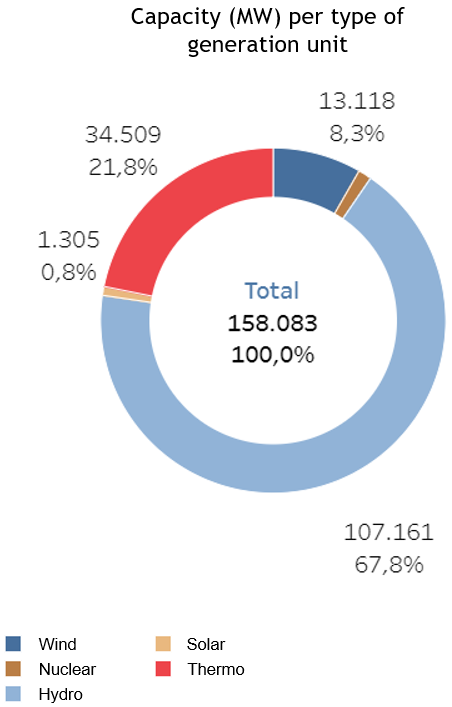 Capacity (MW) per type of
generation unit
13.118
8,3%
34.509
21,8%
1.305
0,8%
Total
158.083
100,0%
107.161
67,8%
Wind
Solar
Nuclear
Thermo
Hydro